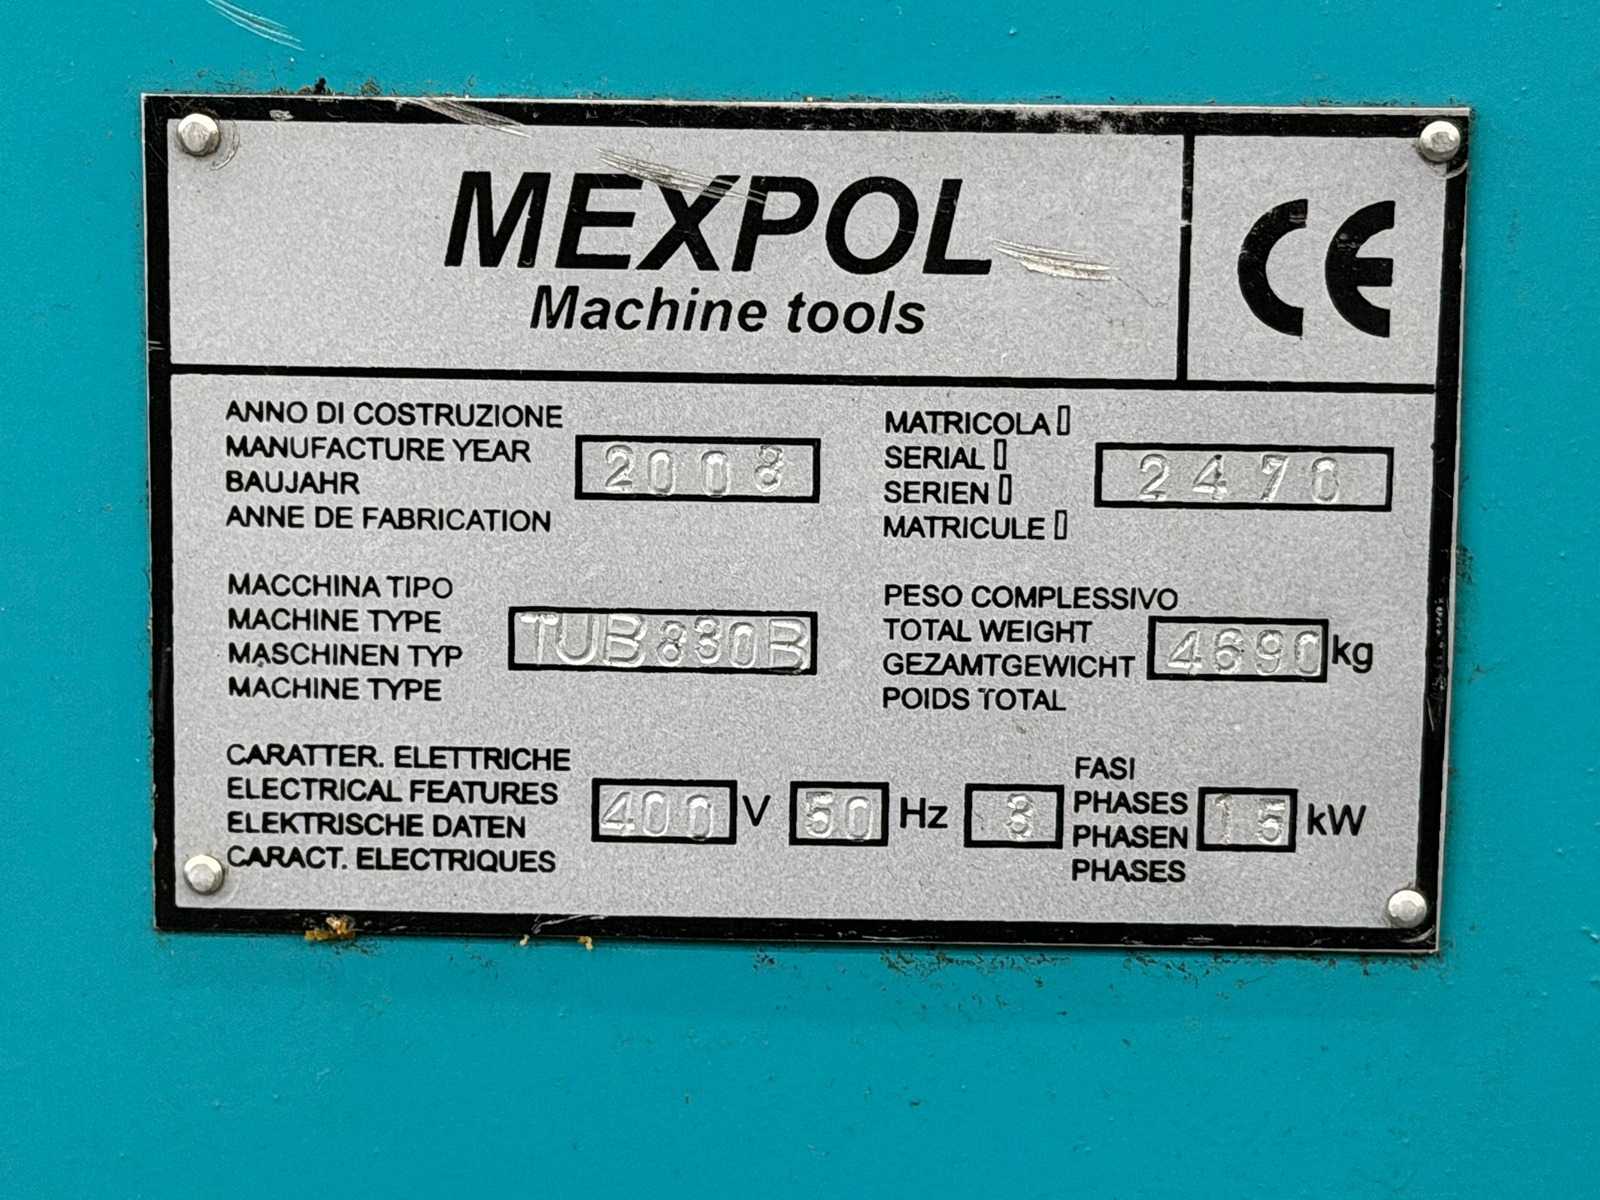 MEXPOL
Machine tools
CE
ANNO DI COSTRUZIONE
MANUFACTURE YEAR
BAUJAHR
ANNE DE FABRICATION
2008
MATRICOLA▯
SERIAL▯
SERIEN▯
MATRICULE▯
2470
MACCHINA TIPO
MACHINE TYPE
MASCHINEN TYP
MACHINE TYPE
TUB830B
PESO COMPLESSIVO
TOTAL WEIGHT
GEZAMTGEWICHT
POIDS TOTAL
4690 kg
CARATTER. ELETTRICHE
ELECTRICAL FEATURES
ELEKTRISCHE DATEN
CARACT. ELECTRIQUES
400 V 50 Hz 3
FASI
PHASES
PHASEN
PHASES
15 kW